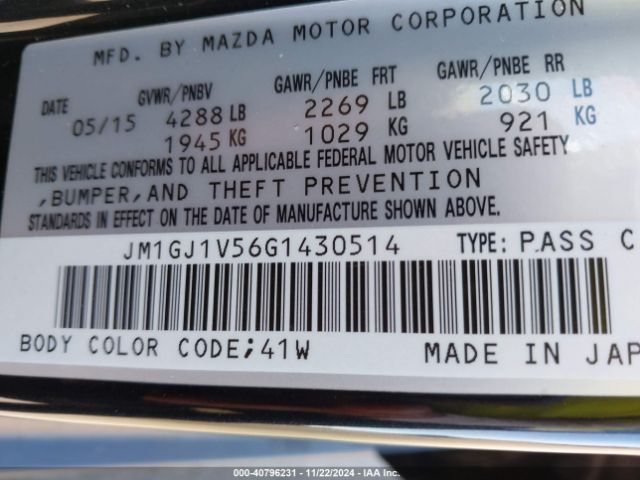 MFD. BY MAZDA MOTOR CORPORATION
DATE GVWR/PNBV GAWR/PNBE FRT GAWR/PNBE RR
05/15 4288 LB 2269 LB 2030 LB
1945 KG 1029 KG 921 KG
THIS VEHICLE CONFORMS TO ALL APPLICABLE FEDERAL MOTOR VEHICLE SAFETY
,BUMPER,AND THEFT PREVENTION
STANDARDS IN EFFECT ON THE DATE OF MANUFACTURE SHOWN ABOVE.
JM1GJ1V56G1430514 TYPE: PASS C
BODY COLOR CODE;41W MADE IN JAP
000-40796231 - 11/22/2024 - IAA Inc.